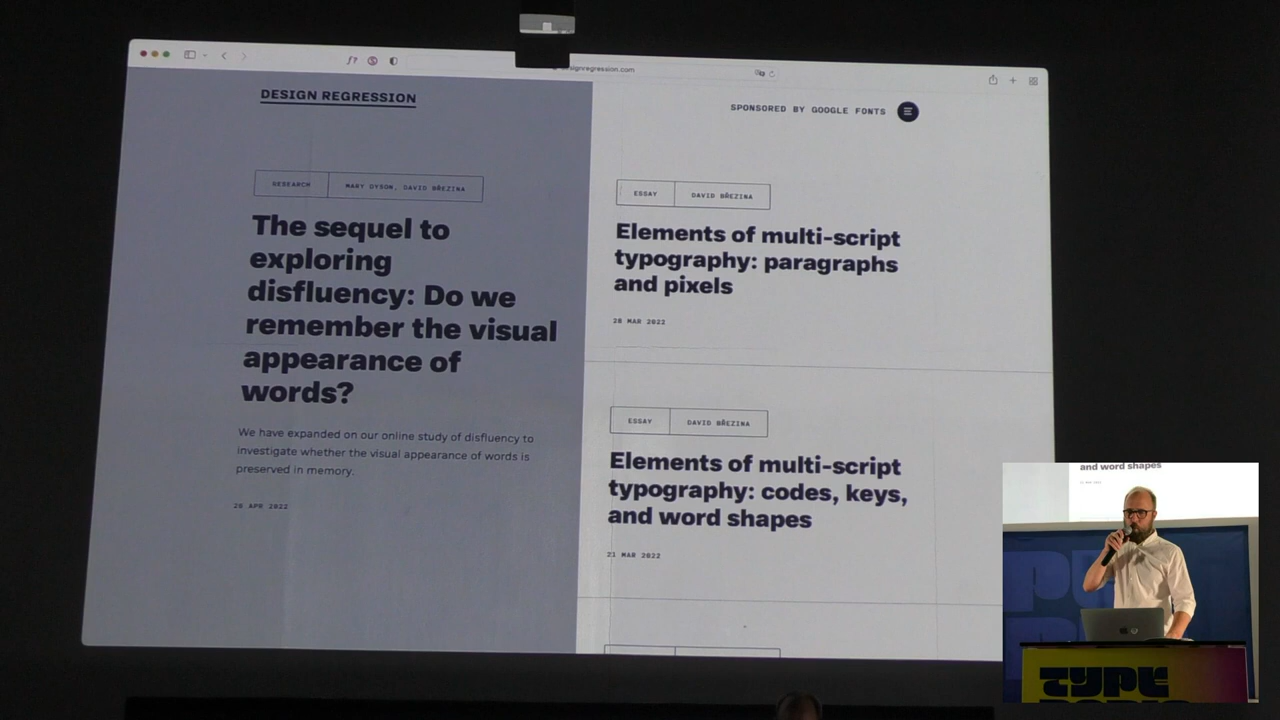 designregression.com
DESIGN REGRESSION
SPONSORED BY GOOGLE FONTS
RESEARCH
MARY DYSON, DAVID BŘEZINA
The sequel to
exploring
disfluency: Do we
remember the visual
appearance of
words?
We have expanded on our online study of disfluency to
investigate whether the visual appearance of words is
preserved in memory.
26 APR 2022
ESSAY
DAVID BŘEZINA
Elements of multi-script
typography: paragraphs
and pixels
28 MAR 2022
ESSAY
DAVID BŘEZINA
Elements of multi-script
typography: codes, keys,
and word shapes
21 MAR 2022
and word shapes
TYPE